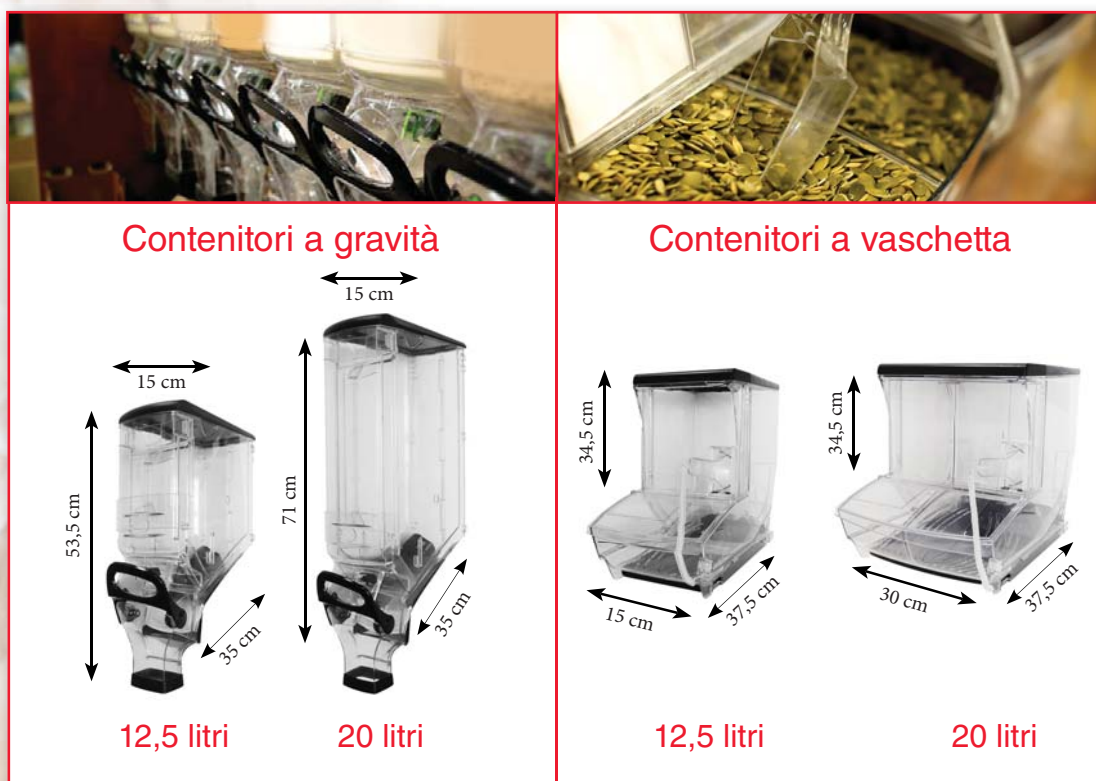 Contenitori a gravità
15 cm
15 cm
53,5 cm
71 cm
35 cm
35 cm
12,5 litri
20 litri
Contenitori a vaschetta
34,5 cm
34,5 cm
15 cm
37,5 cm
30 cm
37,5 cm
12,5 litri
20 litri